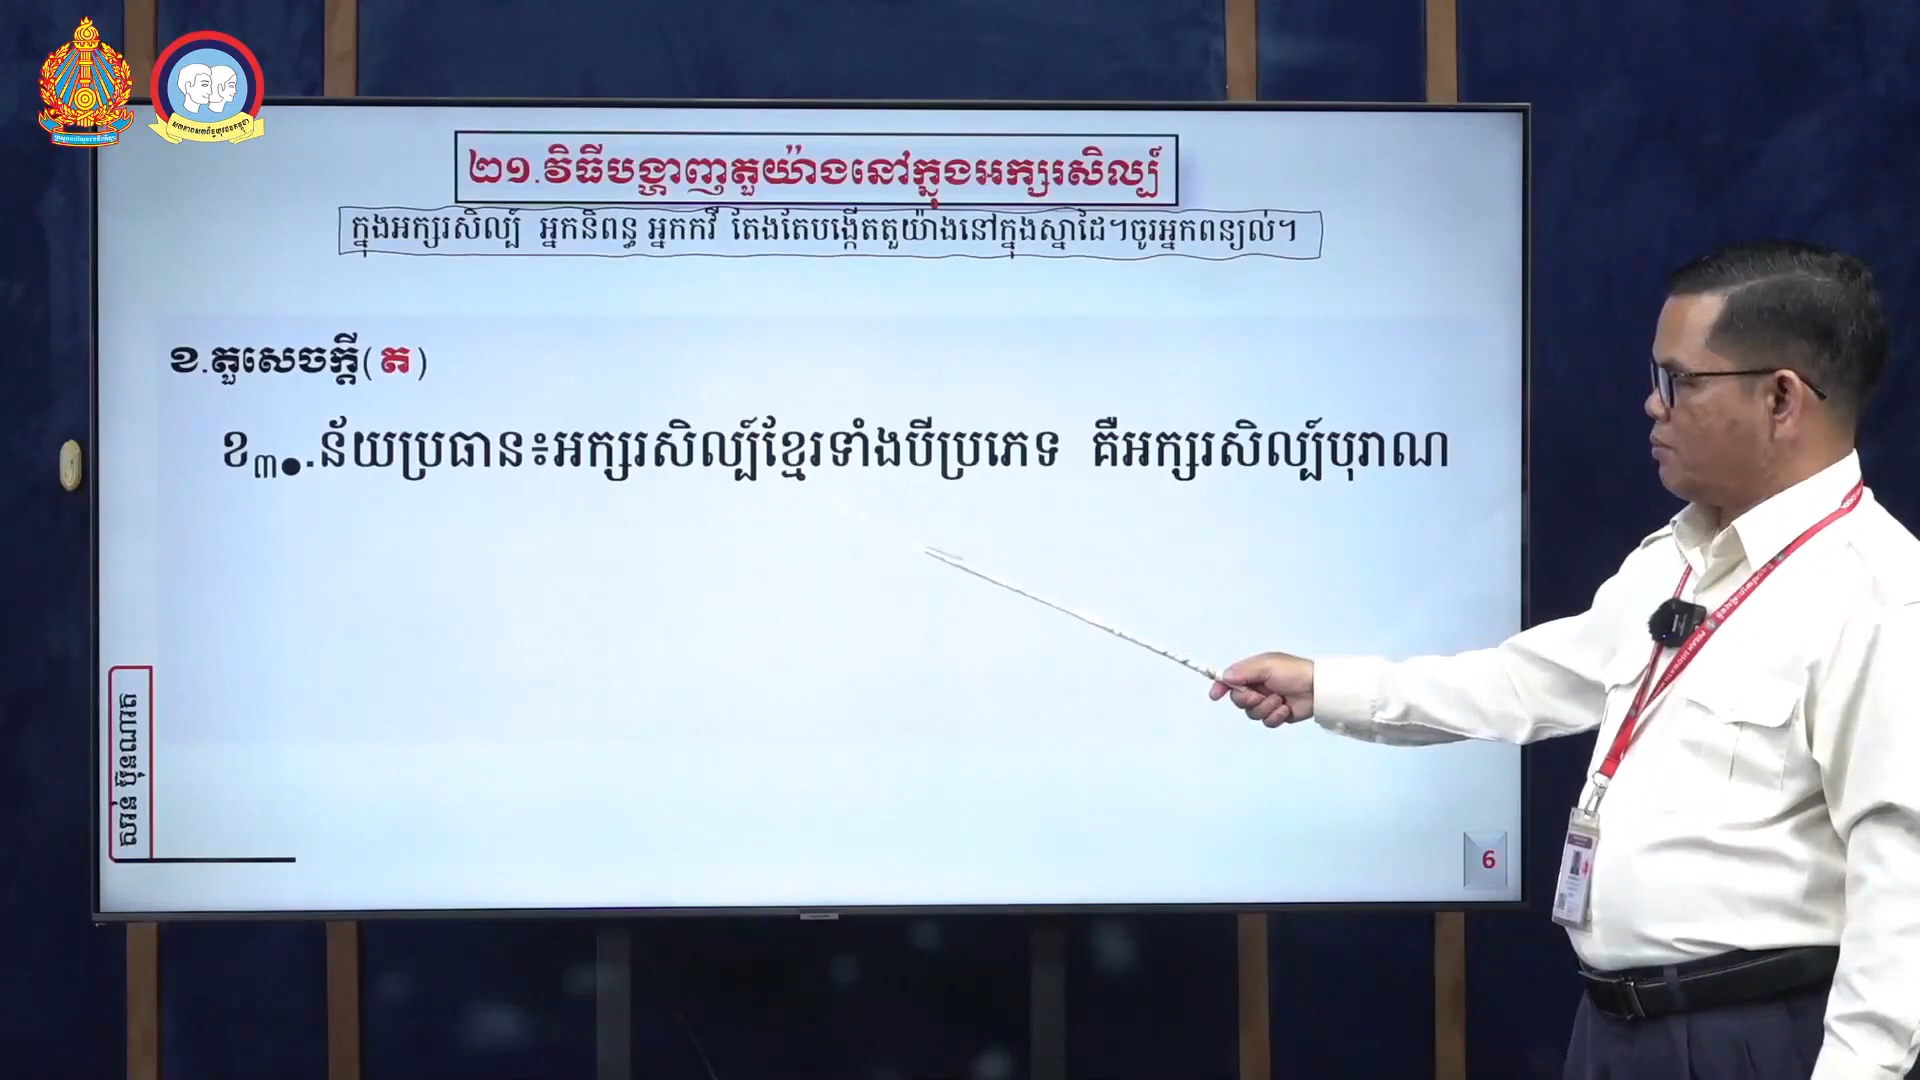 ២១.វិធីបង្ហាញតួយ៉ាងនៅក្នុងអក្សរសិល្ប៍
ក្នុងអក្សរសិល្ប៍ អ្នកនិពន្ធ អ្នកកវី តែងតែបង្កើតតួយ៉ាងនៅក្នុងស្នាដៃ។ចូរអ្នកពន្យល់។
ខ.តួសេចក្ដី(ត)
ខ៣●.ន័យប្រធាន៖អក្សរសិល្ប៍ខ្មែរទាំងបីប្រភេទ គឺអក្សរសិល្ប៍បុរាណ
6